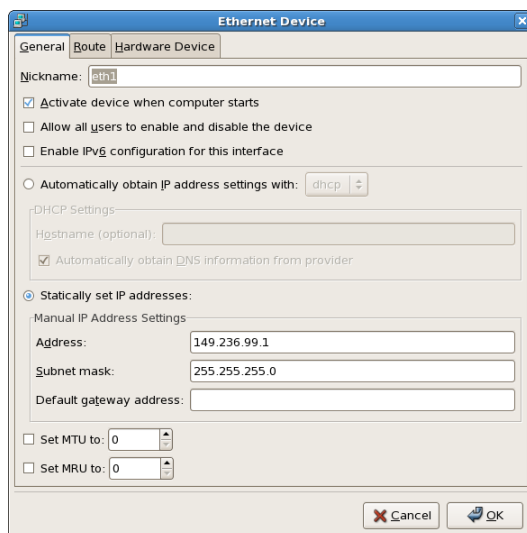 Ethernet Device
General Route Hardware Device
Nickname: eth1
Activate device when computer starts
Allow all users to enable and disable the device
Enable IPv6 configuration for this interface
Automatically obtain IP address settings with: dhcp
DHCP Settings
Hostname (optional):
Automatically obtain DNS information from provider
Statically set IP addresses:
Manual IP Address Settings
Address: 149.236.99.1
Subnet mask: 255.255.255.0
Default gateway address:
Set MTU to: 0
Set MRU to: 0
Cancel OK